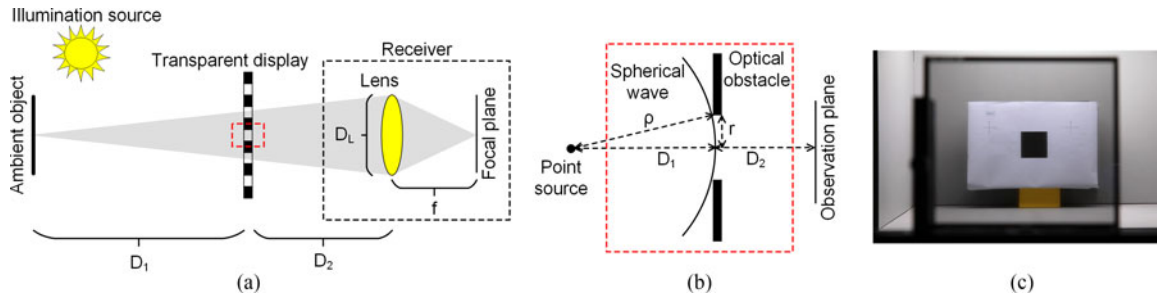 Illumination source
Transparent display
Receiver
Lens
Ambient object
D_L
Focal plane
f
D_1
D_2
(a)
Spherical
wave
Optical
obstacle
ρ
r
D_1
D_2
Point
source
Observation plane
(b)
(c)